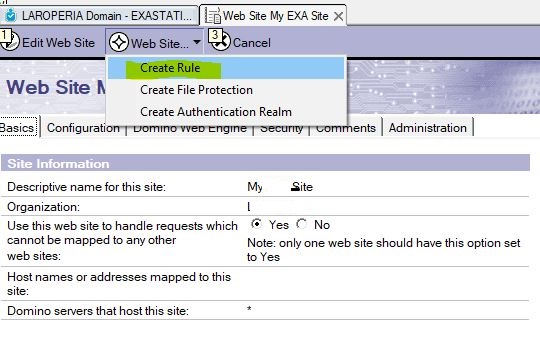 LAROPERIA Domain - EXASTATI... Web Site My EXA Site
1 Edit Web Site Web Site... 3 Cancel
Create Rule
Create File Protection
Create Authentication Realm
Web Site M
Basics Configuration Domino Web Engine Security Comments Administration
Site Information
Descriptive name for this site: My Site
Organization:
Use this web site to handle requests which Yes No
cannot be mapped to any other
web sites:
Note: only one web site should have this option set
to Yes
Host names or addresses mapped to this
site:
Domino servers that host this site: *